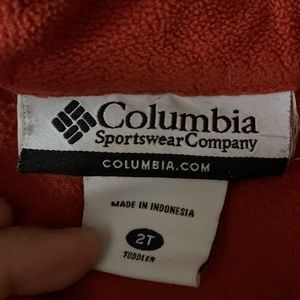 Columbia
Sportswear Company
COLUMBIA.COM
MADE IN INDONESIA
2T
TODDLER